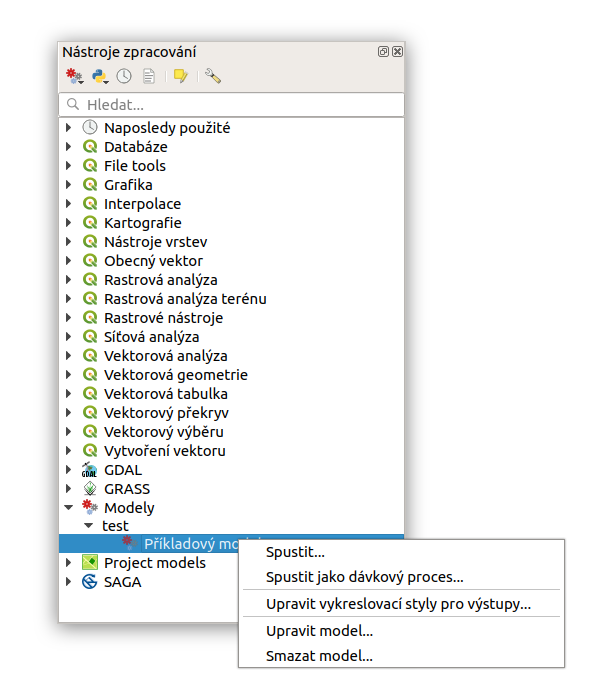 Nástroje zpracování
Hledat...
Naposledy použité
Databáze
File tools
Grafika
Interpolace
Kartografie
Nástroje vrstev
Obecný vektor
Rastrová analýza
Rastrová analýza terénu
Rastrové nástroje
Síťová analýza
Vektorová analýza
Vektorová geometrie
Vektorová tabulka
Vektorový překryv
Vektorový výběru
Vytvoření vektoru
GDAL
GRASS
Modely
test
Příkladový
Project models
SAGA
Spustit...
Spustit jako dávkový proces...
Upravit vykreslovací styly pro výstupy...
Upravit model...
Smazat model...